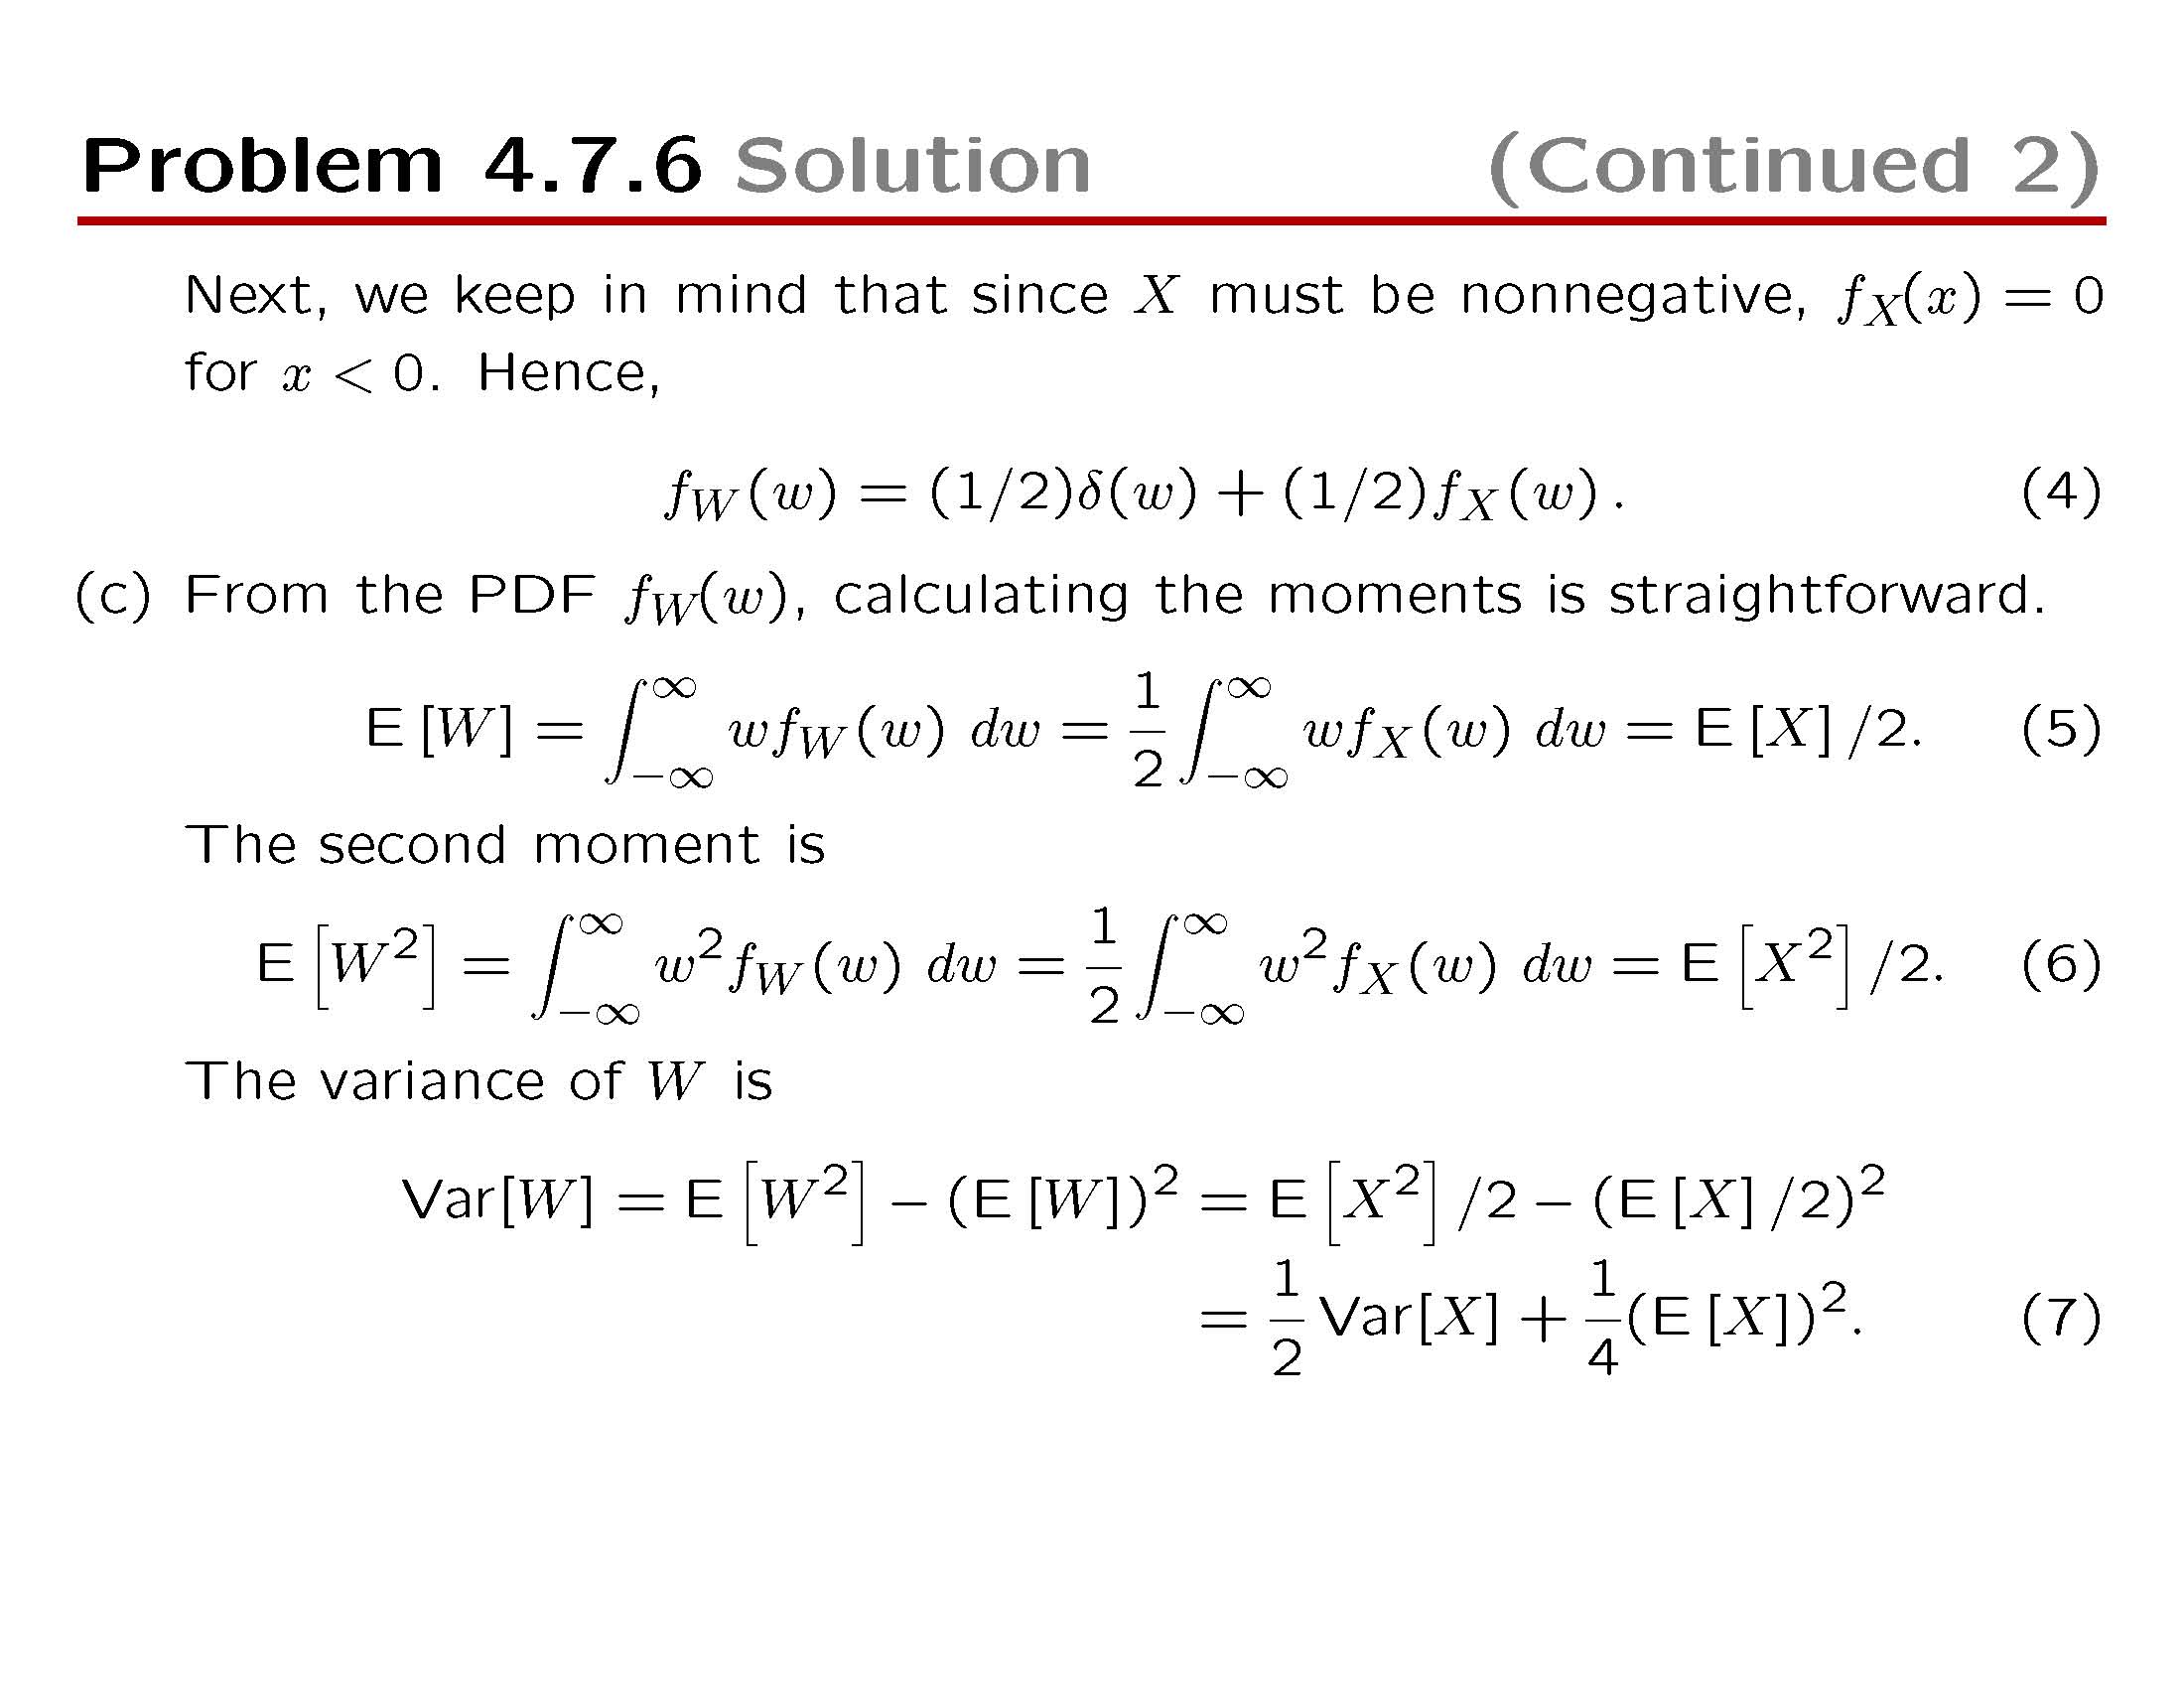 Problem 4.7.6 Solution (Continued 2)
Next, we keep in mind that since X must be nonnegative, f_X(x) = 0
for x < 0. Hence,
f_W(w) = (1/2)δ(w) + (1/2)f_X(w). (4)
(c) From the PDF f_W(w), calculating the moments is straightforward.
E[W] = ∫_{−∞}^{∞} w f_W(w) dw = \frac{1}{2} ∫_{−∞}^{∞} w f_X(w) dw = E[X]/2. (5)
The second moment is
E[W^2] = ∫_{−∞}^{∞} w^2 f_W(w) dw = \frac{1}{2} ∫_{−∞}^{∞} w^2 f_X(w) dw = E[X^2]/2. (6)
The variance of W is
Var[W] = E[W^2] − (E[W])^2 = E[X^2]/2 − (E[X]/2)^2
= \frac{1}{2} Var[X] + \frac{1}{4}(E[X])^2. (7)